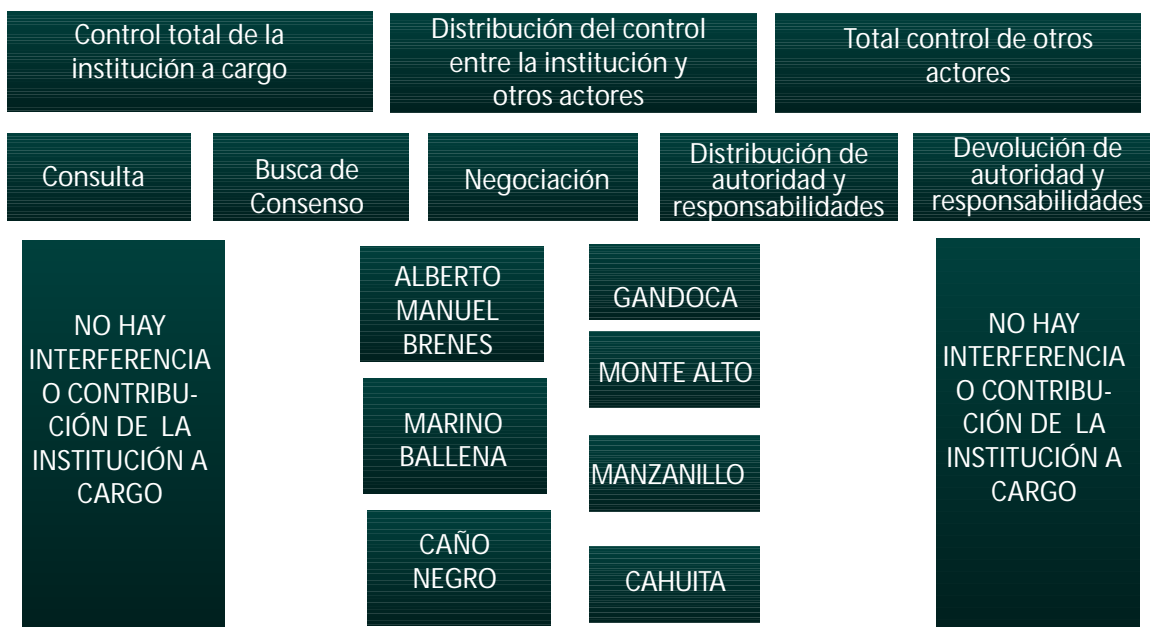 Control total de la
institución a cargo
Distribución del control
entre la institución y
otros actores
Total control de otros
actores
Consulta
Busca de
Consenso
Negociación
Distribución de
autoridad y
responsabilidades
Devolución de
autoridad y
responsabilidades
NO HAY
INTERFERENCIA
O CONTRIBU-
CIÓN DE LA
INSTITUCIÓN A
CARGO
ALBERTO
MANUEL
BRENES
MARINO
BALLENA
CAÑO
NEGRO
GANDOCA
MONTE ALTO
MANZANILLO
CAHUITA
NO HAY
INTERFERENCIA
O CONTRIBU-
CIÓN DE LA
INSTITUCIÓN A
CARGO